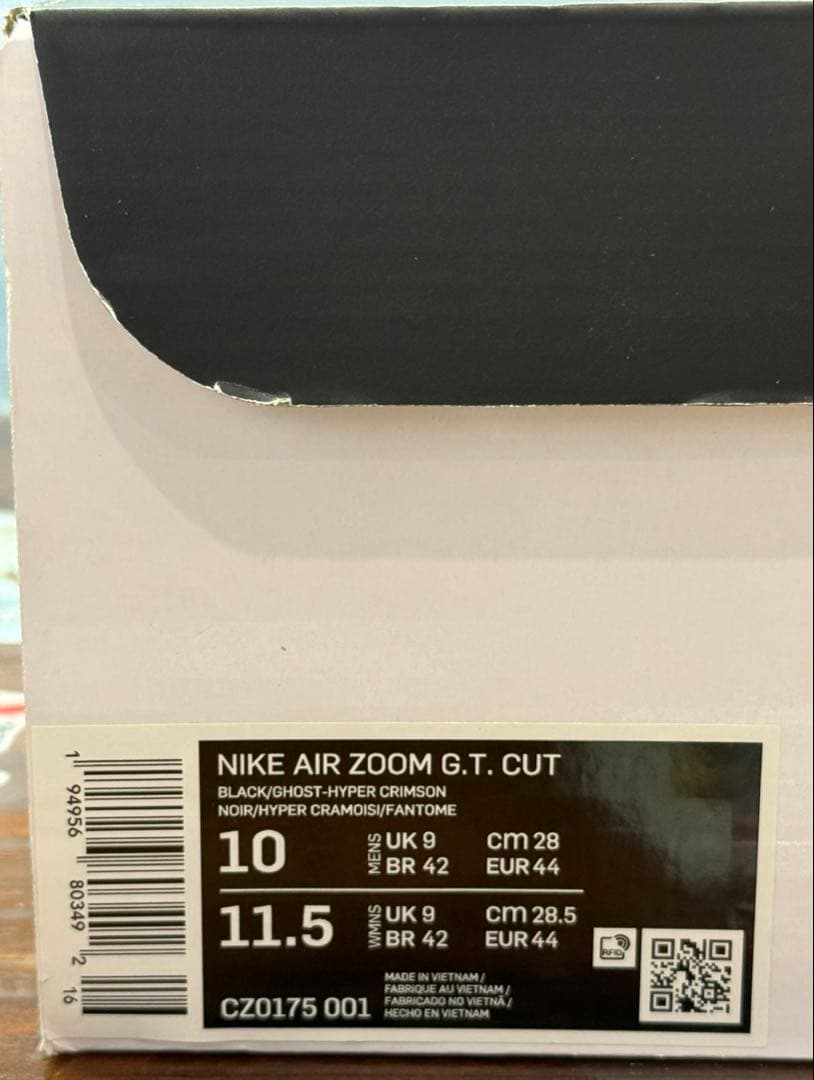 NIKE AIR ZOOM G.T. CUT
BLACK/GHOST-HYPER CRIMSON
NOIR/HYPER CRAMOISI/FANTOME
10 MENS UK 9 cm 28
BR 42 EUR 44
11.5 WMNS UK 9 cm 28.5
BR 42 EUR 44
RFID
CZ0175 001
MADE IN VIETNAM /
FABRIQUE AU VIETNAM /
FABRICADO NO VIETNÃ /
HECHO EN VIETNAM
1 94956 80349 2 16